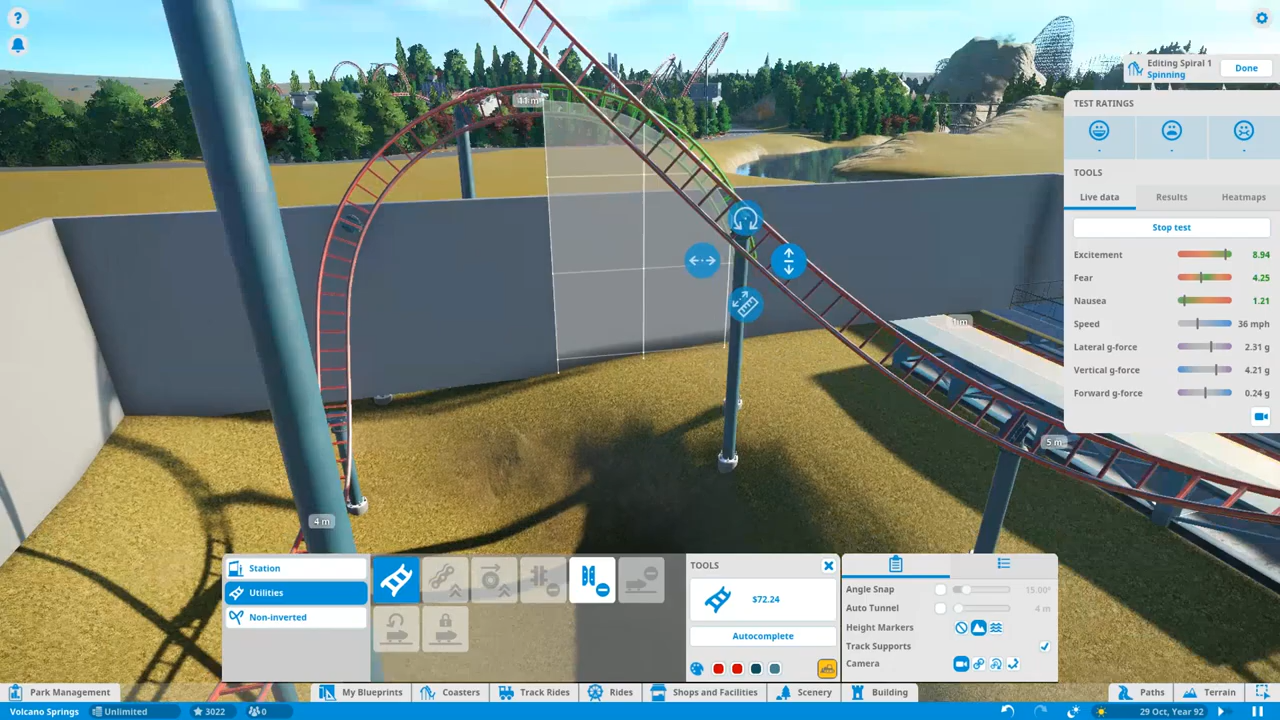 ?
Editing Spiral 1
Spinning
Done
TEST RATINGS
- - -
TOOLS
Live data Results Heatmaps
Stop test
Excitement 8.94
Fear 4.25
Nausea 1.21
Speed 36 mph
Lateral g-force 2.31 g
Vertical g-force 4.21 g
Forward g-force 0.24 g
11 m
5 m
4 m
Station
Utilities
Non-inverted
TOOLS
$72.24
Autocomplete
Angle Snap 15.00°
Auto Tunnel 4 m
Height Markers
Track Supports
Camera
Park Management My Blueprints Coasters Track Rides Rides Shops and Facilities Scenery Building Paths Terrain
Volcano Springs Unlimited 3022 0 29 Oct, Year 92